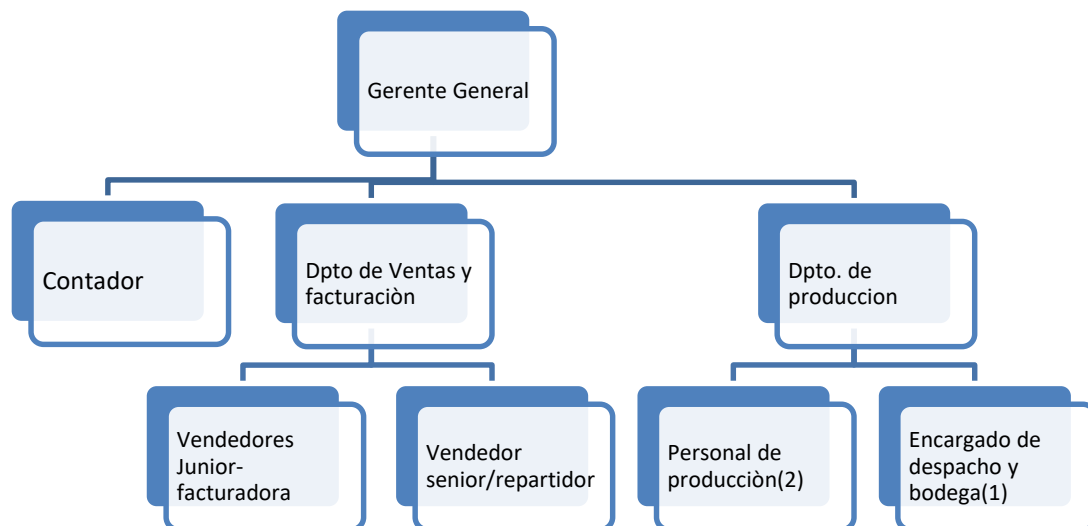 Gerente General
Contador
Dpto de Ventas y
facturaciòn
Dpto. de
produccion
Vendedores
Junior-
facturadora
Vendedor
senior/repartidor
Personal de
producciòn(2)
Encargado de
despacho y
bodega(1)